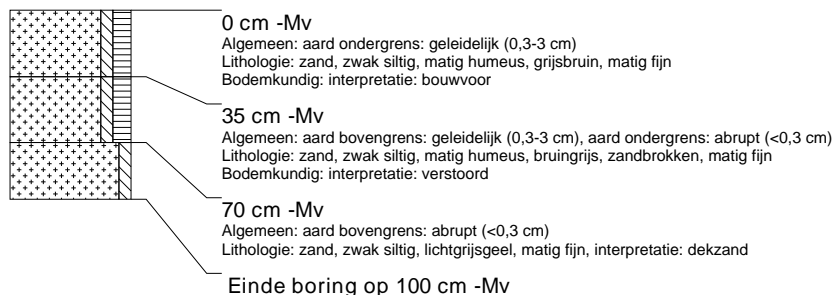 0 cm -Mv
Algemeen: aard ondergrens: geleidelijk (0,3-3 cm)
Lithologie: zand, zwak siltig, matig humeus, grijsbruin, matig fijn
Bodemkundig: interpretatie: bouwvoor
35 cm -Mv
Algemeen: aard bovengrens: geleidelijk (0,3-3 cm), aard ondergrens: abrupt (<0,3 cm)
Lithologie: zand, zwak siltig, matig humeus, bruingrijs, zandbrokken, matig fijn
Bodemkundig: interpretatie: verstoord
70 cm -Mv
Algemeen: aard bovengrens: abrupt (<0,3 cm)
Lithologie: zand, zwak siltig, lichtgrijsgeel, matig fijn, interpretatie: dekzand
Einde boring op 100 cm -Mv